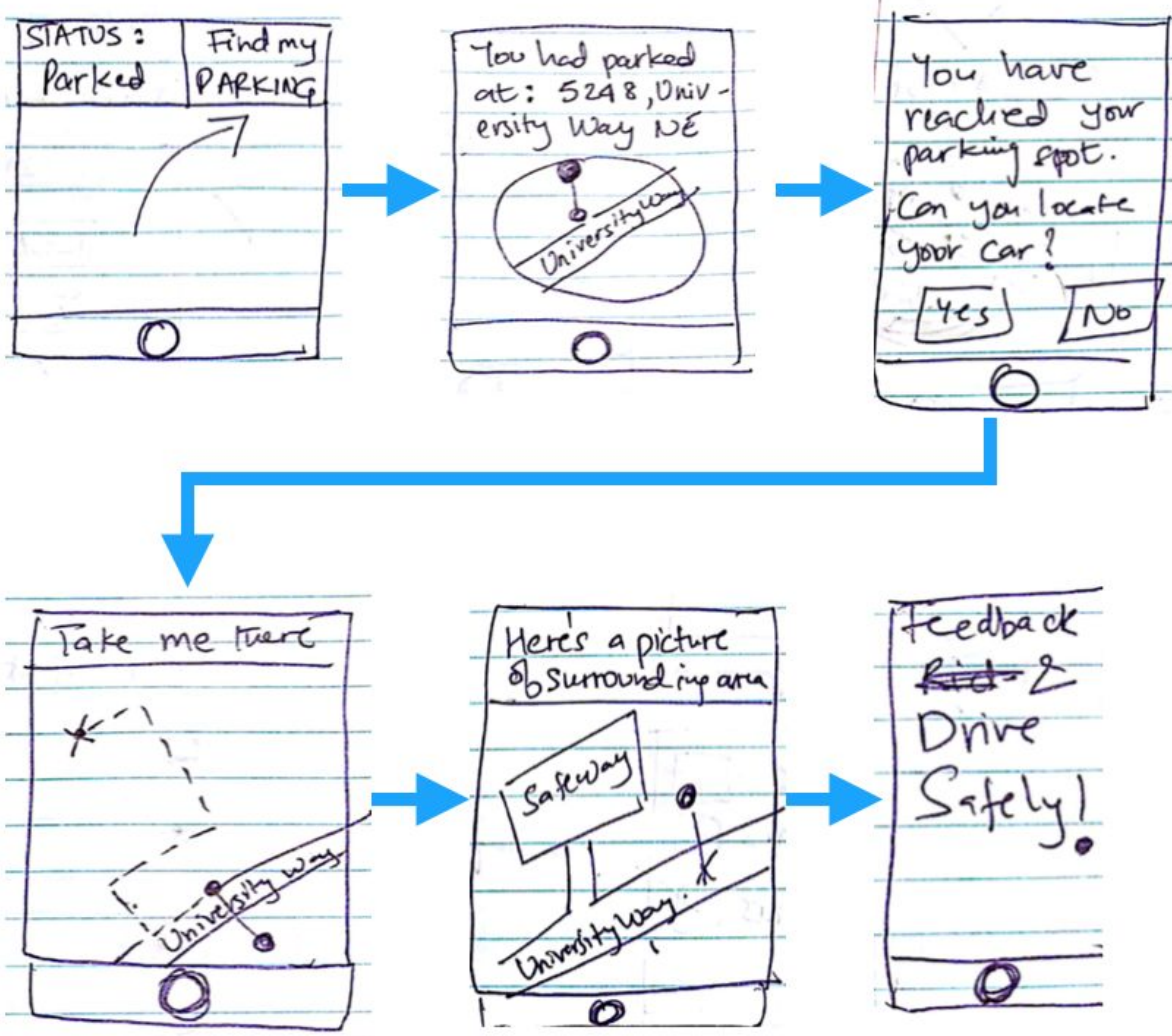 STATUS:
Parked
Find my
PARKING
You had parked
at: 5248, Univ-
ersity Way NE
University Way
You have
reached your
parking spot.
Can you locate
your car?
Yes
No
Take me there
University Way
Here's a picture
of surrounding area
Safeway
University Way.
Feedback
&
Drive
Safely!